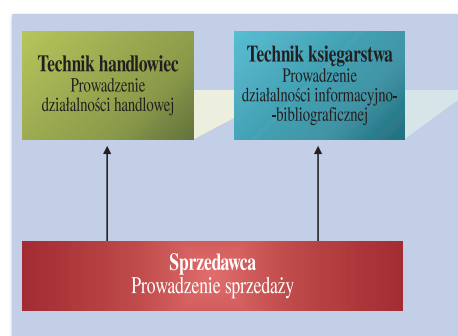 Technik handlowiec
Prowadzenie
działalności handlowej
Technik księgarstwa
Prowadzenie
działalności informacyjno-
-bibliograficznej
Sprzedawca
Prowadzenie sprzedaży